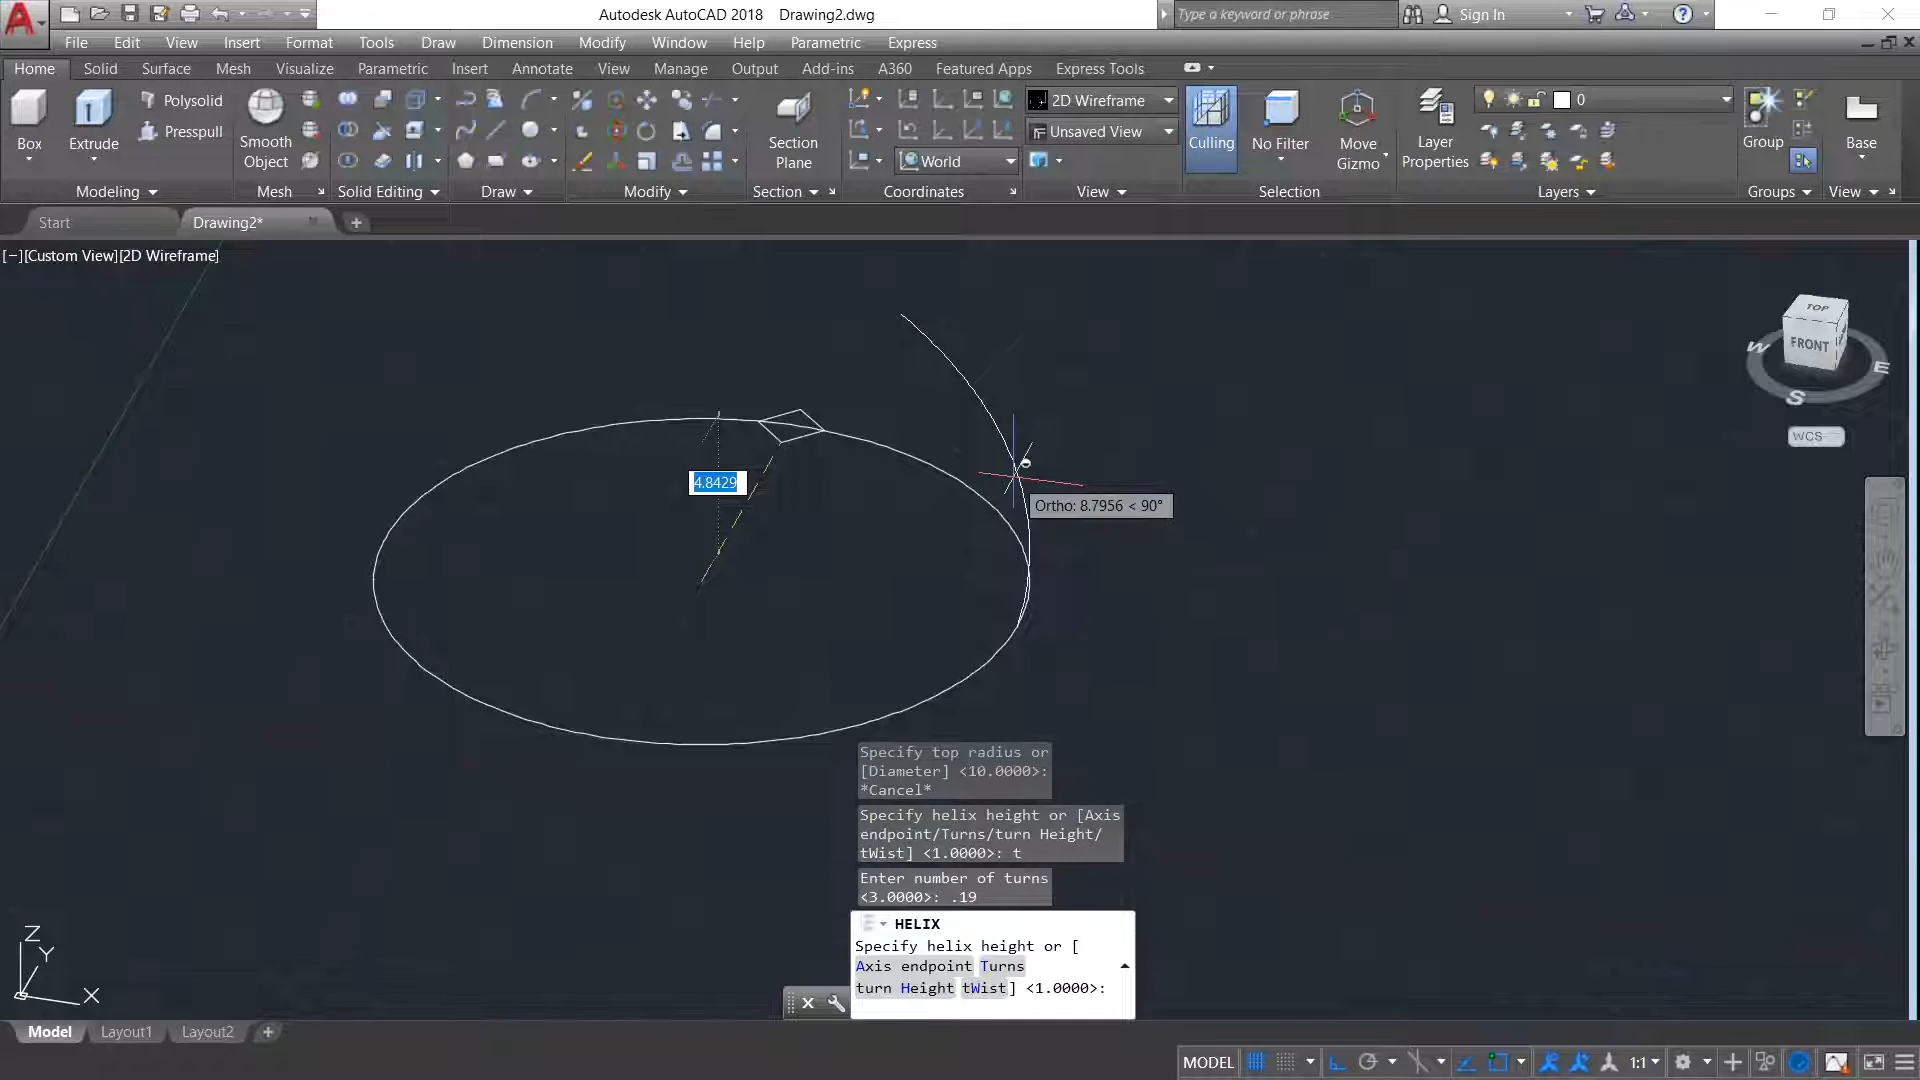 Autodesk AutoCAD 2018 Drawing2.dwg
Type a keyword or phrase
Sign In
File Edit View Insert Format Tools Draw Dimension Modify Window Help Parametric Express
Home Solid Surface Mesh Visualize Parametric Insert Annotate View Manage Output Add-ins A360 Featured Apps Express Tools
Box
Extrude
Polysolid
Presspull
Smooth
Object
Section
Plane
World
2D Wireframe
Unsaved View
Culling
No Filter
Move
Gizmo
Layer
Properties
0
Group
Base
Modeling Mesh Solid Editing Draw Modify Section Coordinates View Selection Layers Groups View
Start Drawing2*
[−][Custom View][2D Wireframe]
TOP
FRONT
W
E
S
WCS
4.8429
Ortho: 8.7956 < 90°
Specify top radius or
[Diameter] <10.0000>:
*Cancel*
Specify helix height or [Axis
endpoint/Turns/turn Height/
tWist] <1.0000>: t
Enter number of turns
<3.0000>: .19
HELIX
Specify helix height or [
Axis endpoint Turns
turn Height tWist] <1.0000>:
Z
Y
X
Model Layout1 Layout2
MODEL 1:1